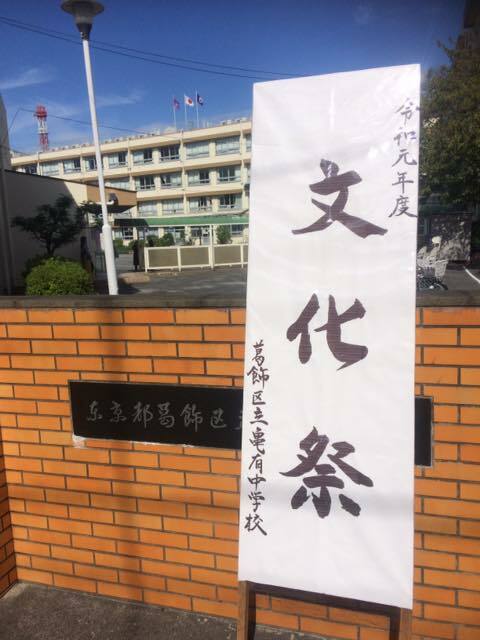 令和元年度
文化祭
葛飾区立亀有中学校
东京都葛飾区